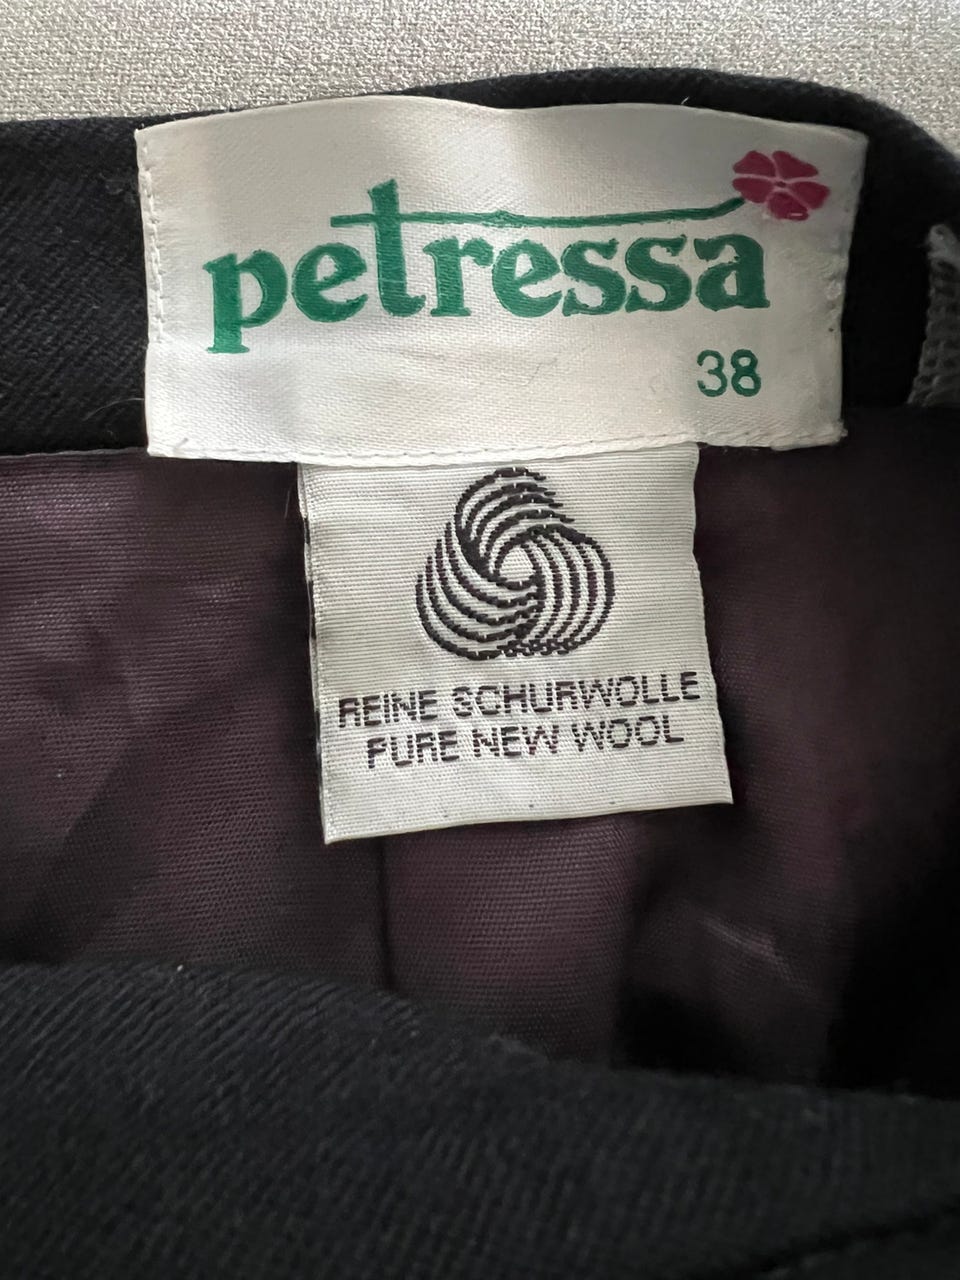 petressa
38
REINE SCHURWOLLE
PURE NEW WOOL